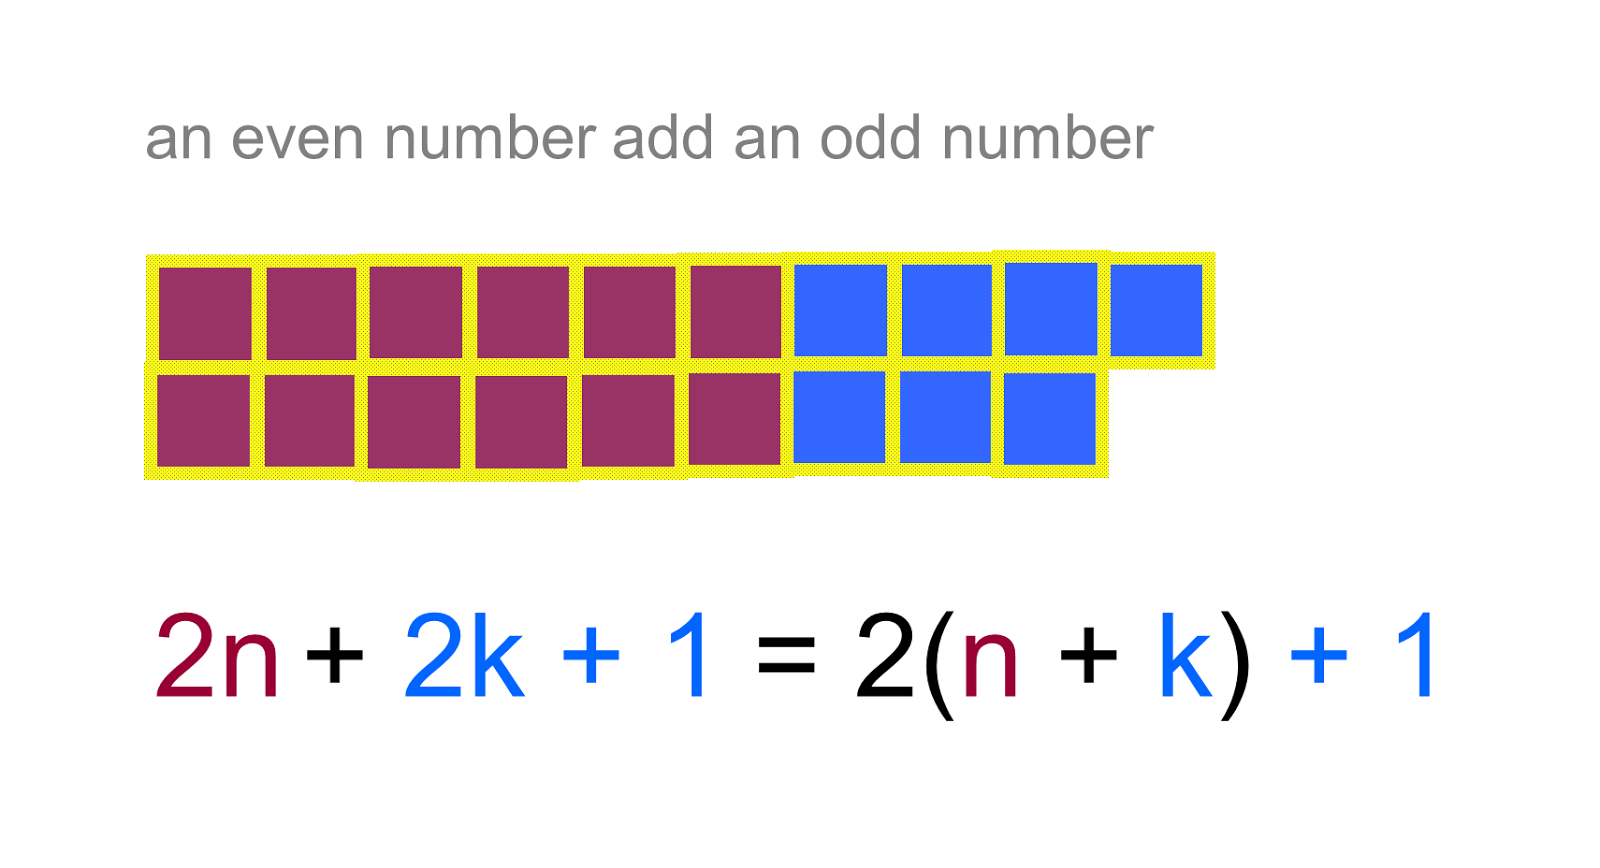 an even number add an odd number
2n + 2k + 1 = 2(n + k) + 1